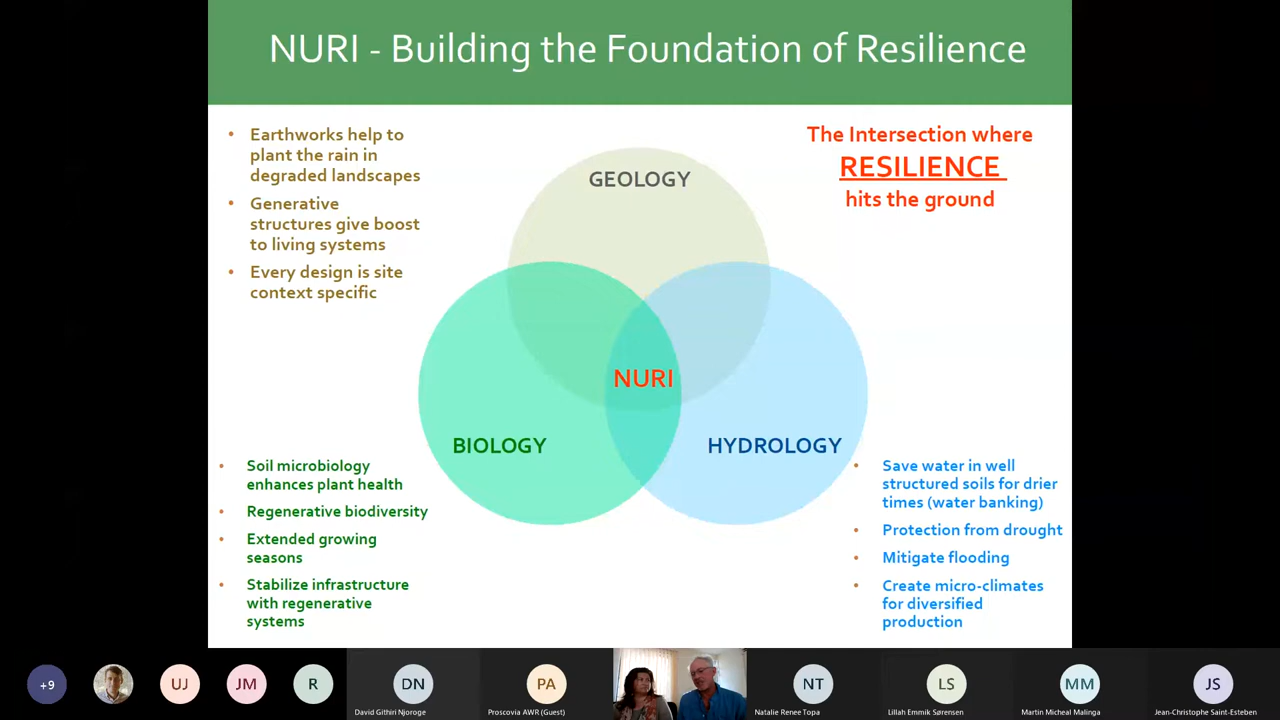 NURI - Building the Foundation of Resilience
• Earthworks help to
plant the rain in
degraded landscapes
• Generative
structures give boost
to living systems
• Every design is site
context specific
The Intersection where
RESILIENCE
hits the ground
GEOLOGY
NURI
BIOLOGY
HYDROLOGY
• Soil microbiology
enhances plant health
• Regenerative biodiversity
• Extended growing
seasons
• Stabilize infrastructure
with regenerative
systems
• Save water in well
structured soils for drier
times (water banking)
• Protection from drought
• Mitigate flooding
• Create micro-climates
for diversified
production
+9
UJ
JM
R
DN
David Githiri Njoroge
PA
Proscovia AWR (Guest)
NT
Natalie Renee Topa
LS
Lillah Emmik Sørensen
MM
Martin Micheal Malinga
JS
Jean-Christophe Saint-Esteben